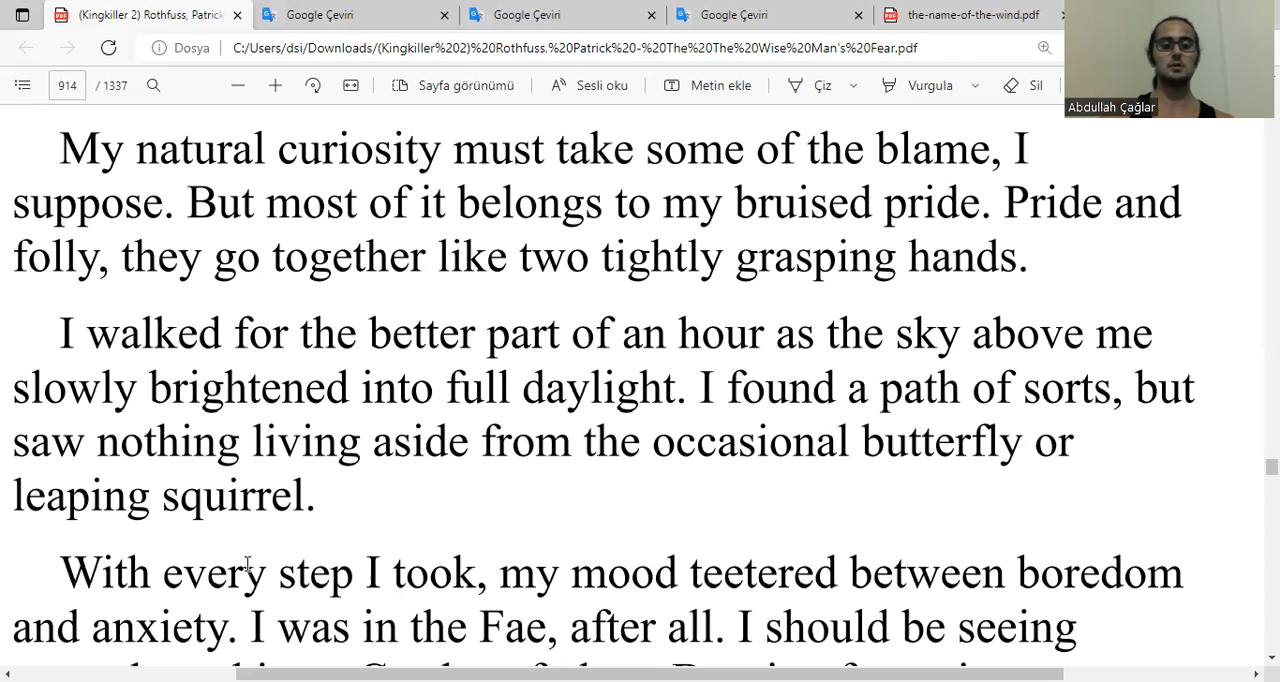 (Kingkiller 2) Rothfuss, Patrick
Google Çeviri
Google Çeviri
Google Çeviri
the-name-of-the-wind.pdf
Dosya
C:/Users/dsi/Downloads/(Kingkiller%202)%20Rothfuss,%20Patrick%20-%20The%20The%20Wise%20Man's%20Fear.pdf
914 / 1337
Sayfa görünümü
Sesli oku
Metin ekle
Çiz
Vurgula
Sil
Abdullah Çağlar
My natural curiosity must take some of the blame, I
suppose. But most of it belongs to my bruised pride. Pride and
folly, they go together like two tightly grasping hands.
I walked for the better part of an hour as the sky above me
slowly brightened into full daylight. I found a path of sorts, but
saw nothing living aside from the occasional butterfly or
leaping squirrel.
With every step I took, my mood teetered between boredom
and anxiety. I was in the Fae, after all. I should be seeing